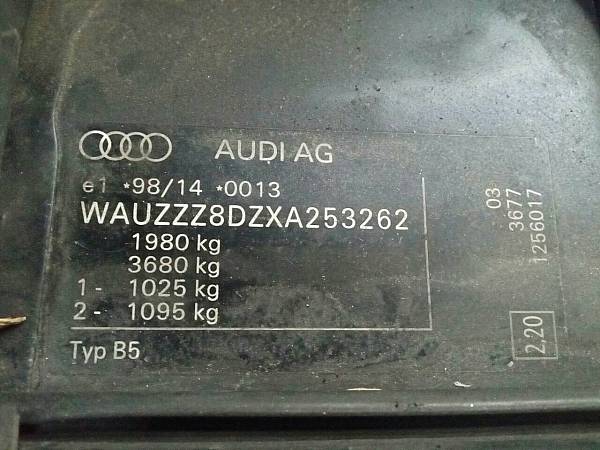 AUDI AG
e1 *98/14 *0013
WAUZZZ8DZXA253262
1980 kg
3680 kg
1 - 1025 kg
2 - 1095 kg
Typ B5
03
3677
1256017
2,20